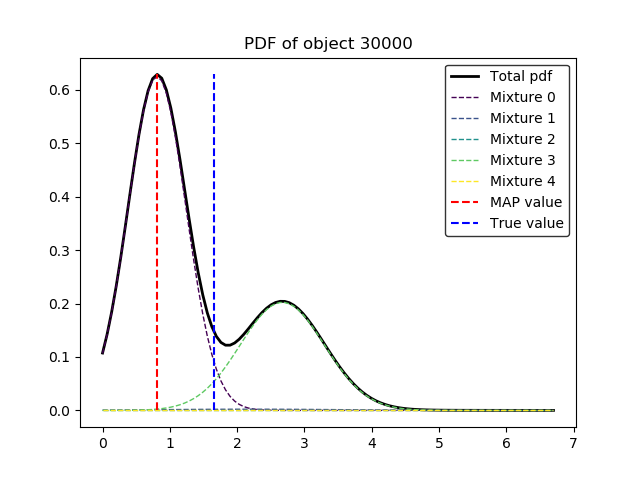 PDF of object 30000
Total pdf
Mixture 0
Mixture 1
Mixture 2
Mixture 3
Mixture 4
MAP value
True value
0.6
0.5
0.4
0.3
0.2
0.1
0.0
0 1 2 3 4 5 6 7